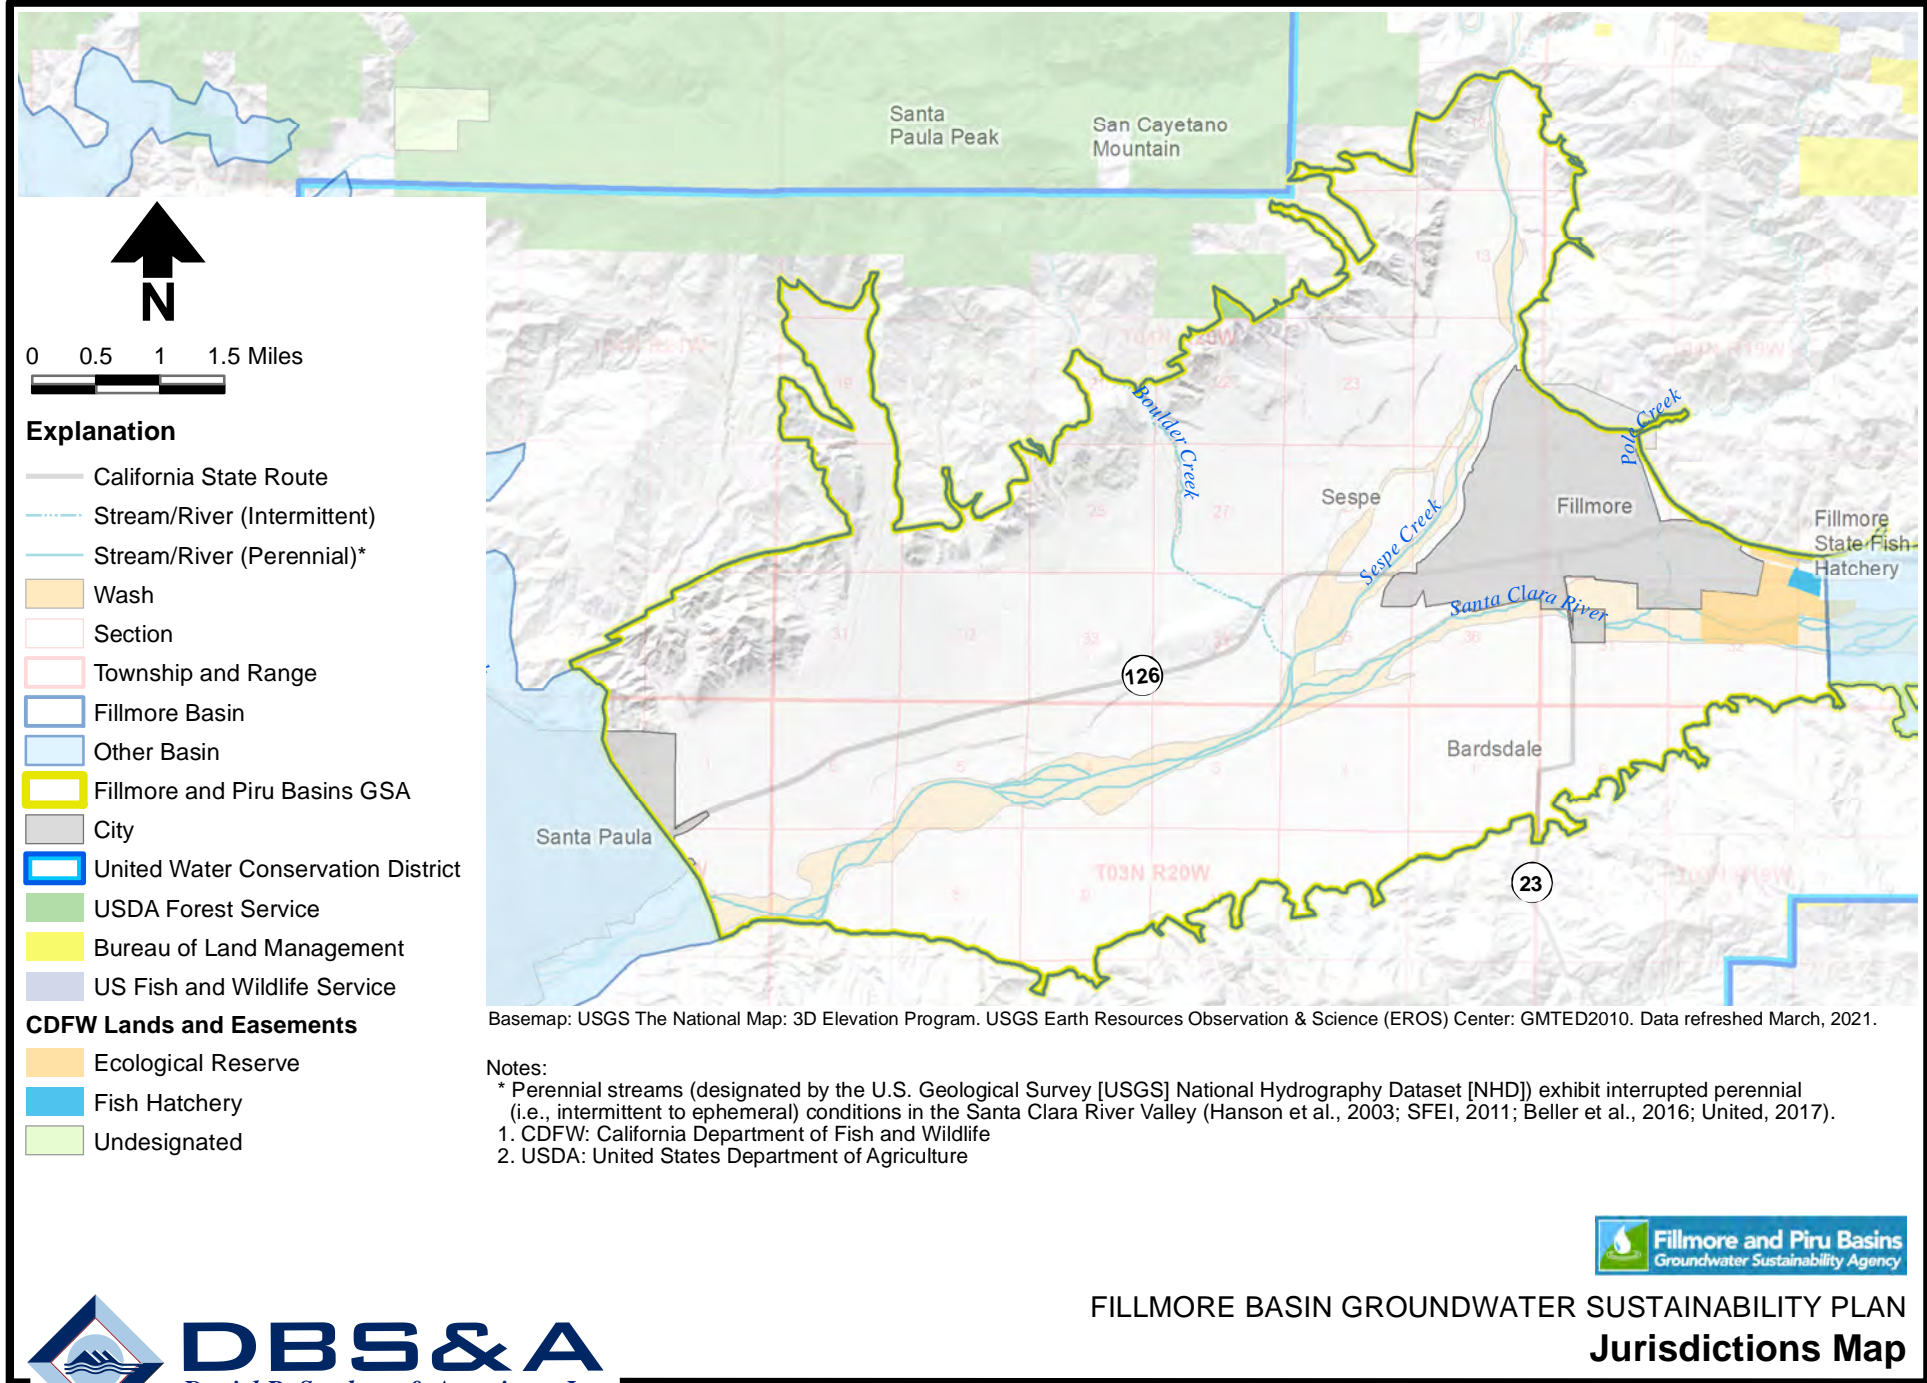 Santa
Paula Peak
San Cayetano
Mountain
N
0 0.5 1 1.5 Miles
Explanation
California State Route
Stream/River (Intermittent)
Stream/River (Perennial)*
Wash
Section
Township and Range
Fillmore Basin
Other Basin
Fillmore and Piru Basins GSA
City
United Water Conservation District
USDA Forest Service
Bureau of Land Management
US Fish and Wildlife Service
CDFW Lands and Easements
Ecological Reserve
Fish Hatchery
Undesignated
13
19
22
23
Boulder Creek
Pole Creek
Sespe
Sespe Creek
Fillmore
Fillmore
State Fish
Hatchery
25
27
Santa Clara River
31
33
36
126
Bardsdale
Santa Paula
T03N R20W
23
Basemap: USGS The National Map: 3D Elevation Program. USGS Earth Resources Observation & Science (EROS) Center: GMTED2010. Data refreshed March, 2021.
Notes:
* Perennial streams (designated by the U.S. Geological Survey [USGS] National Hydrography Dataset [NHD]) exhibit interrupted perennial
(i.e., intermittent to ephemeral) conditions in the Santa Clara River Valley (Hanson et al., 2003; SFEI, 2011; Beller et al., 2016; United, 2017).
1. CDFW: California Department of Fish and Wildlife
2. USDA: United States Department of Agriculture
Fillmore and Piru Basins
Groundwater Sustainability Agency
FILLMORE BASIN GROUNDWATER SUSTAINABILITY PLAN
Jurisdictions Map
DBS&A